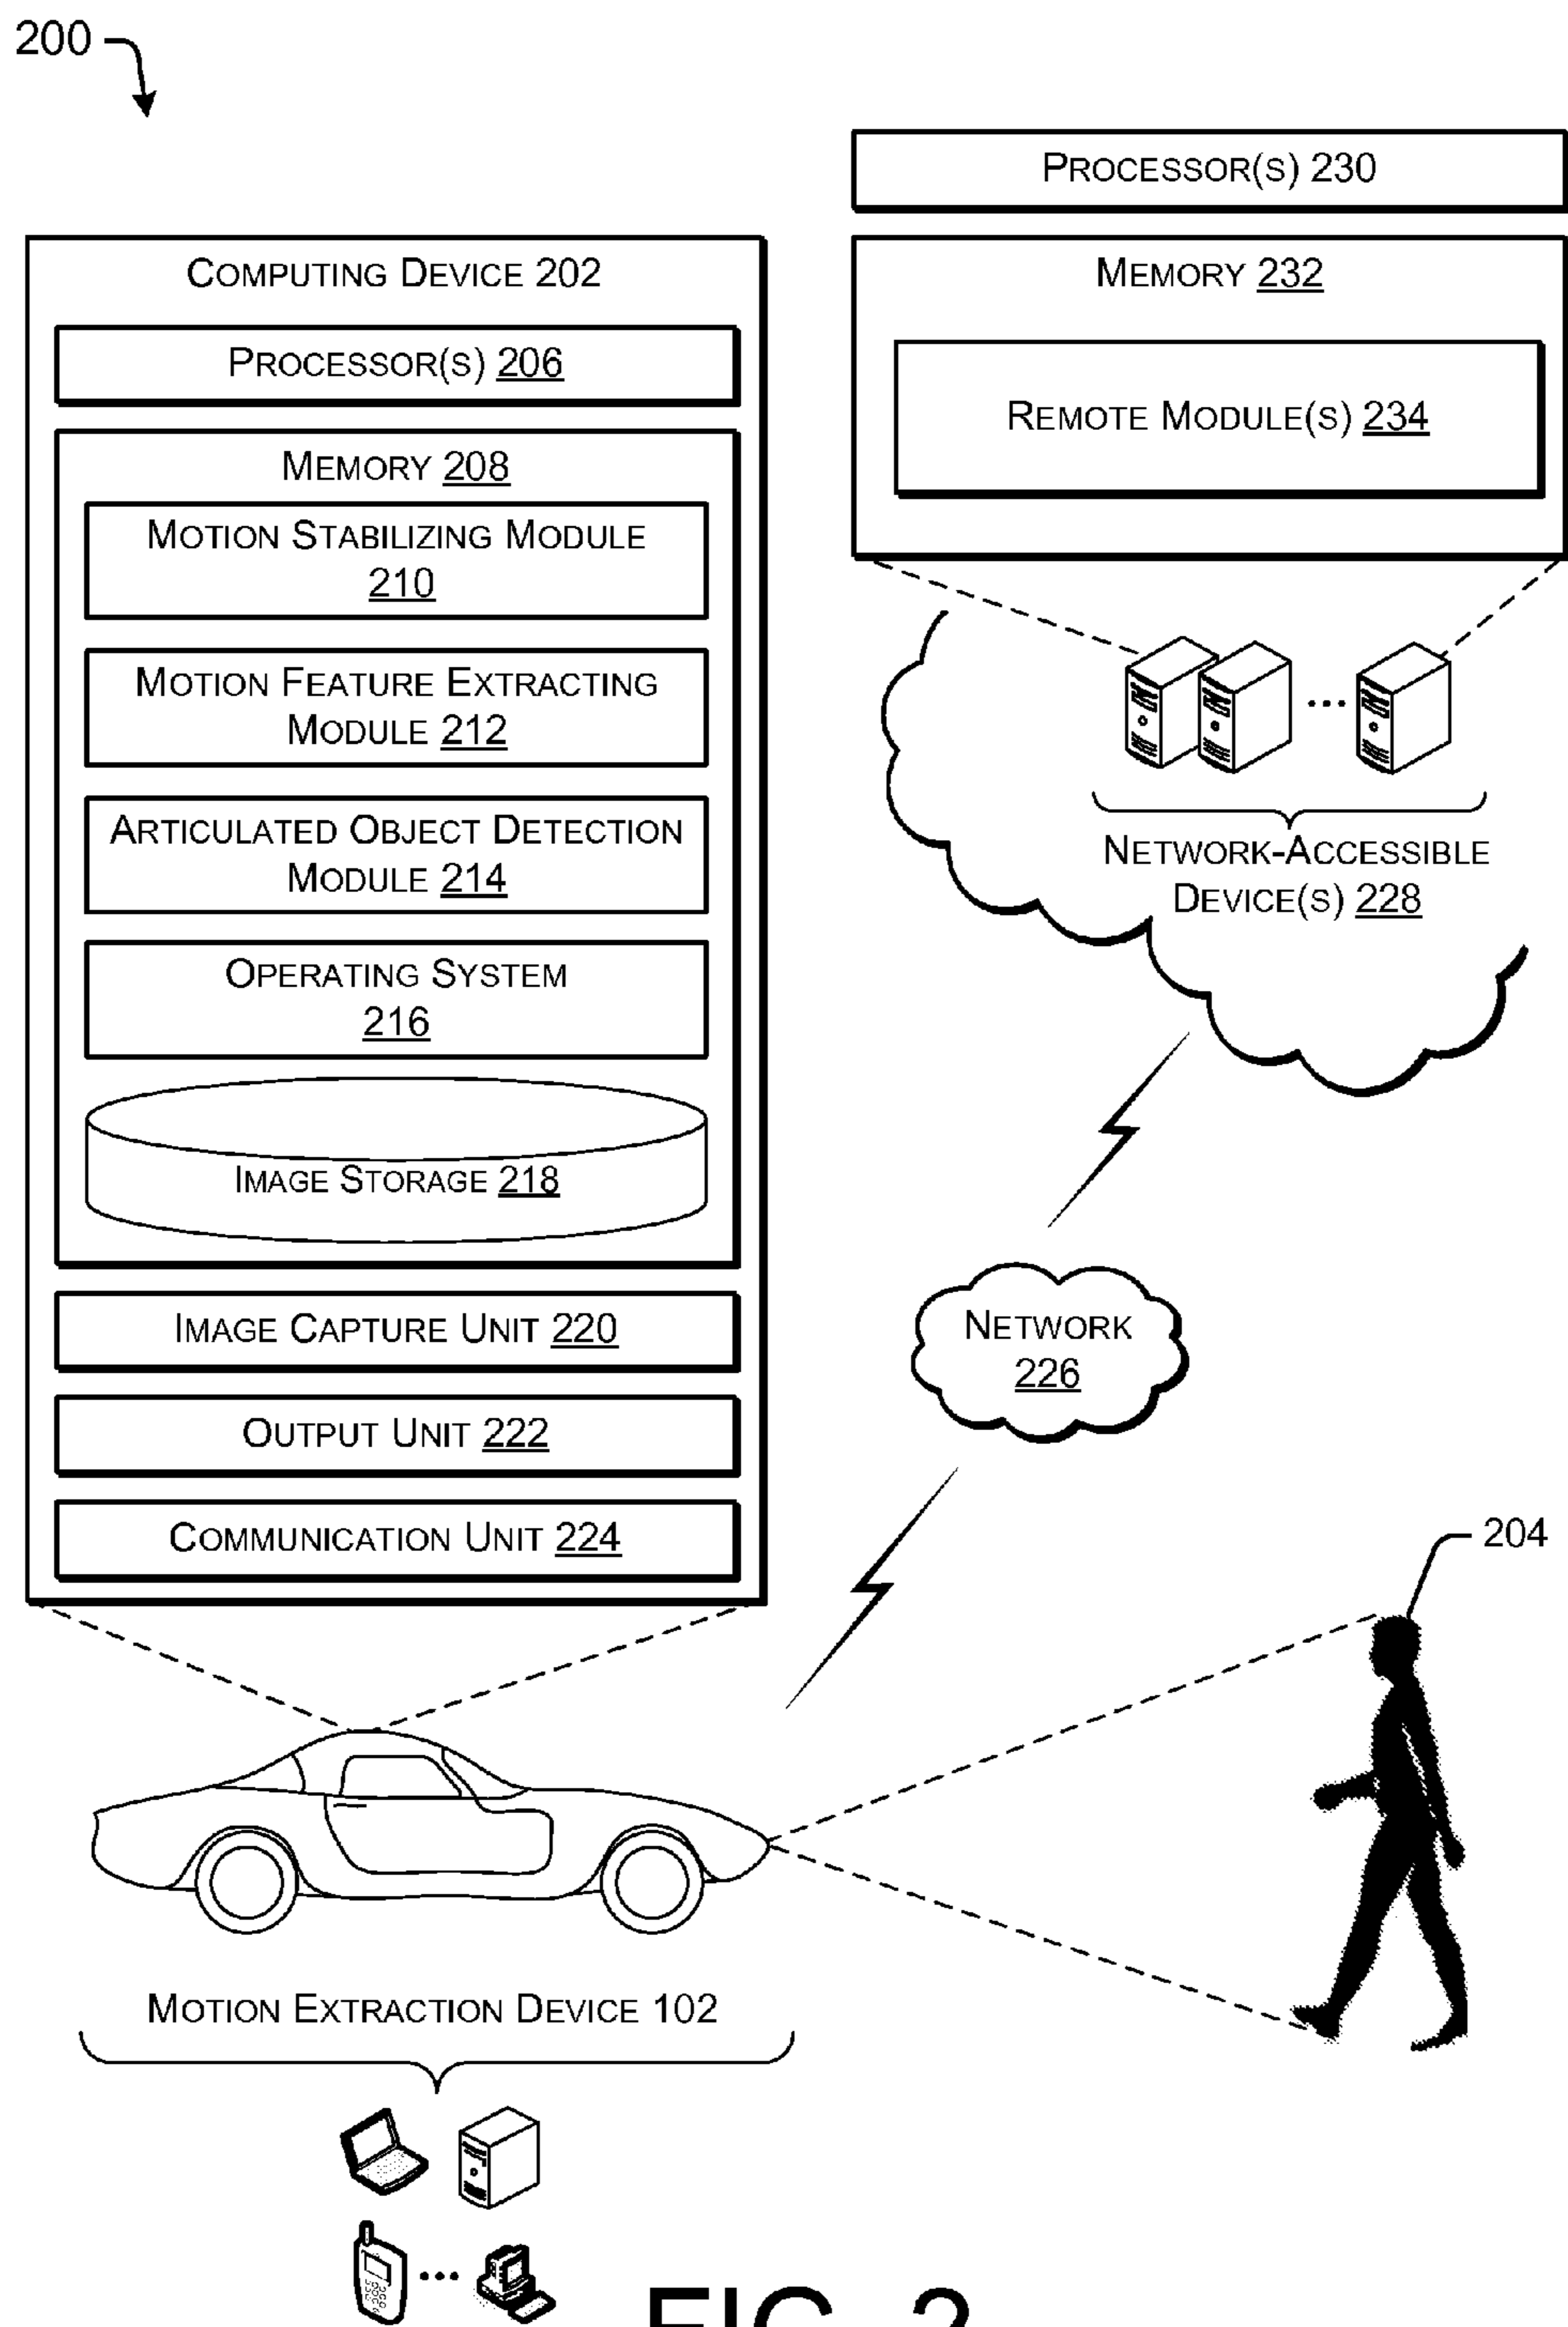 200
PROCESSOR(S) 230
COMPUTING DEVICE 202
PROCESSOR(S) 206
MEMORY 208
MOTION STABILIZING MODULE
210
MOTION FEATURE EXTRACTING
MODULE 212
ARTICULATED OBJECT DETECTION
MODULE 214
OPERATING SYSTEM
216
IMAGE STORAGE 218
IMAGE CAPTURE UNIT 220
OUTPUT UNIT 222
COMMUNICATION UNIT 224
MEMORY 232
REMOTE MODULE(S) 234
NETWORK-ACCESSIBLE
DEVICE(S) 228
NETWORK
226
204
MOTION EXTRACTION DEVICE 102
FIG. 2